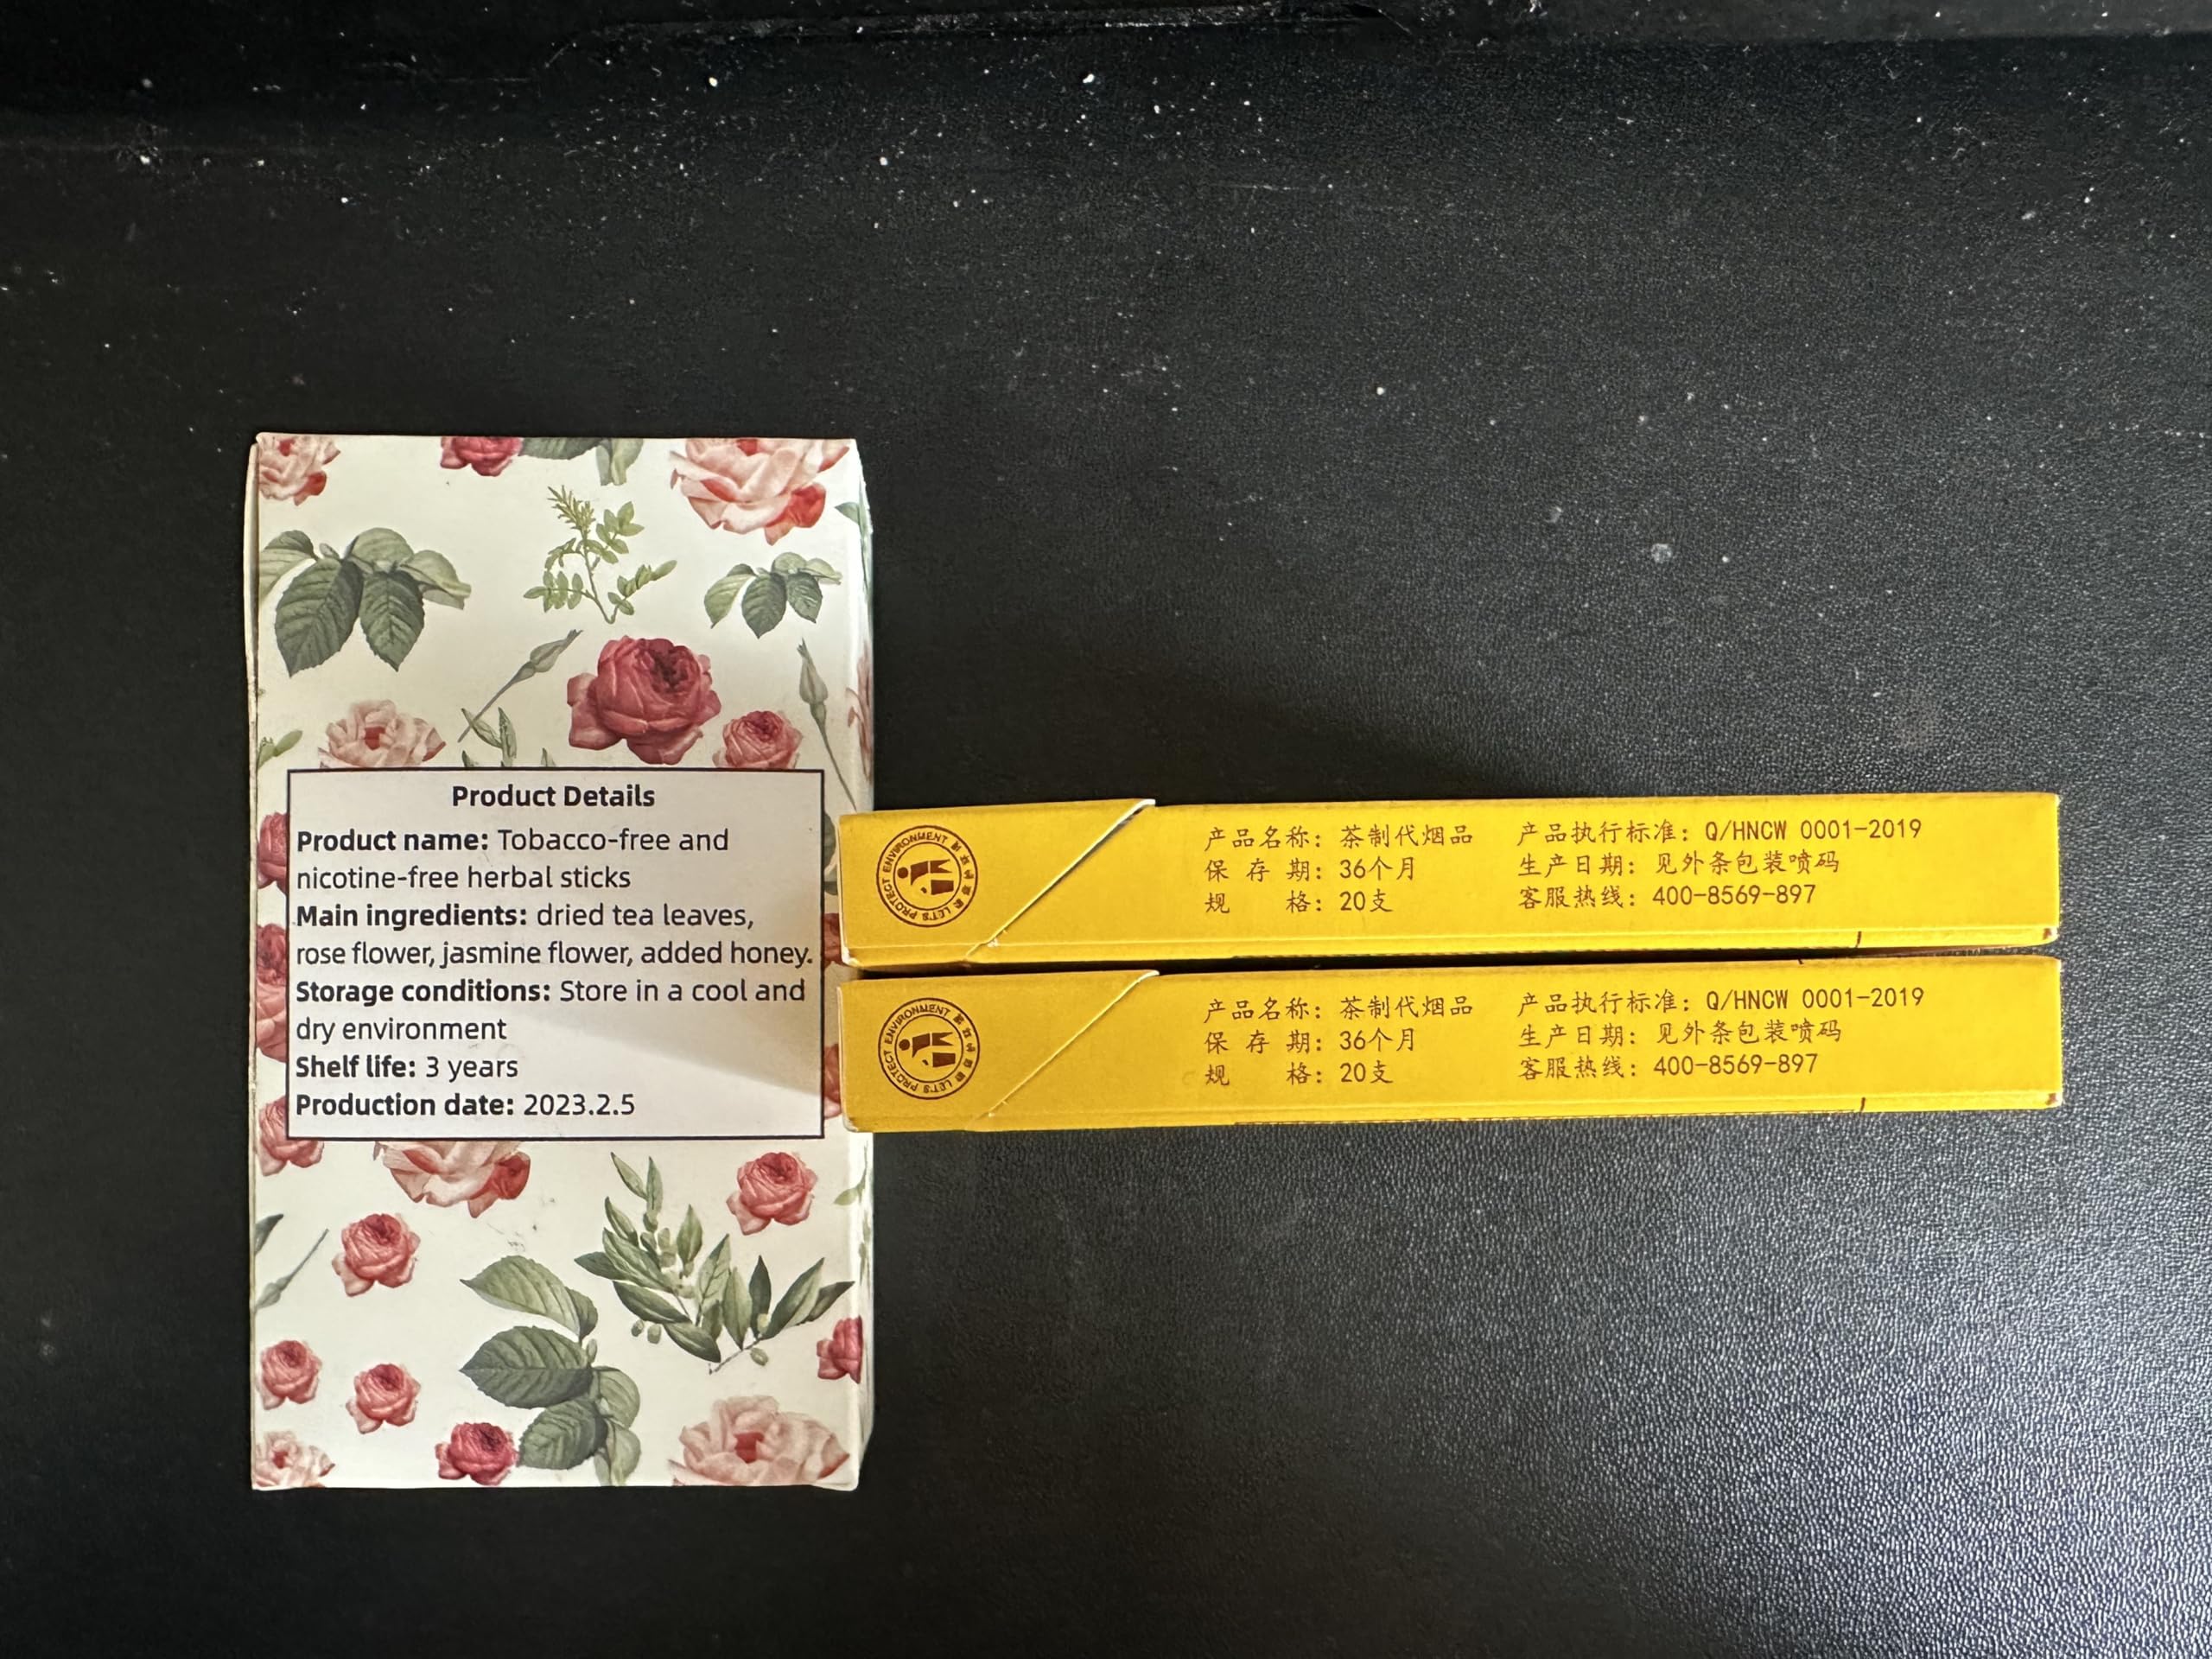 Product Details
Product name: Tobacco-free and
nicotine-free herbal sticks
Main ingredients: dried tea leaves,
rose flower, jasmine flower, added honey.
Storage conditions: Store in a cool and
dry environment
Shelf life: 3 years
Production date: 2023.2.5
LET'S PROTECT ENVIRONMENT
产品名称: 茶制代烟品
保 存 期: 36个月
规 格: 20支
产品执行标准: Q/HNCW 0001-2019
生产日期: 见外条包装喷码
客服热线: 400-8569-897
LET'S PROTECT ENVIRONMENT
产品名称: 茶制代烟品
保 存 期: 36个月
规 格: 20支
产品执行标准: Q/HNCW 0001-2019
生产日期: 见外条包装喷码
客服热线: 400-8569-897